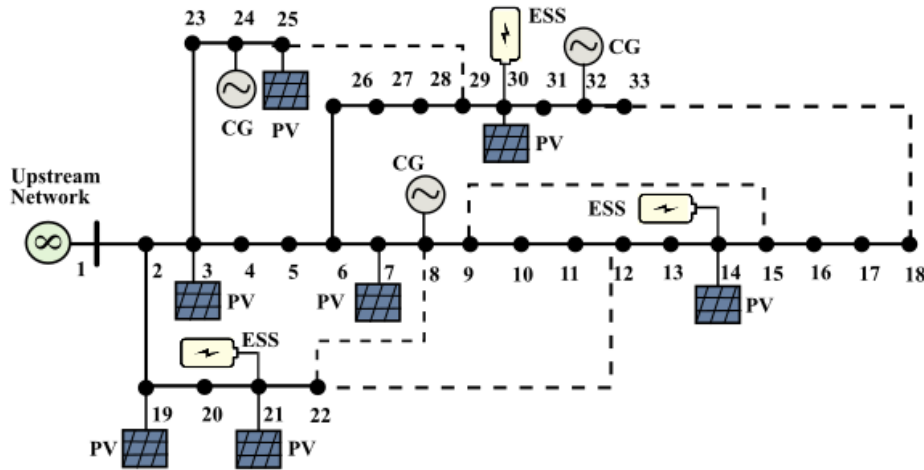 23 24 25
ESS
CG
26 27 28 29 30 31 32 33
CG PV
PV
CG
Upstream
Network
ESS
1 2 3 4 5 6 7 8 9 10 11 12 13 14 15 16 17 18
PV PV PV
ESS
19 20 21 22
PV PV